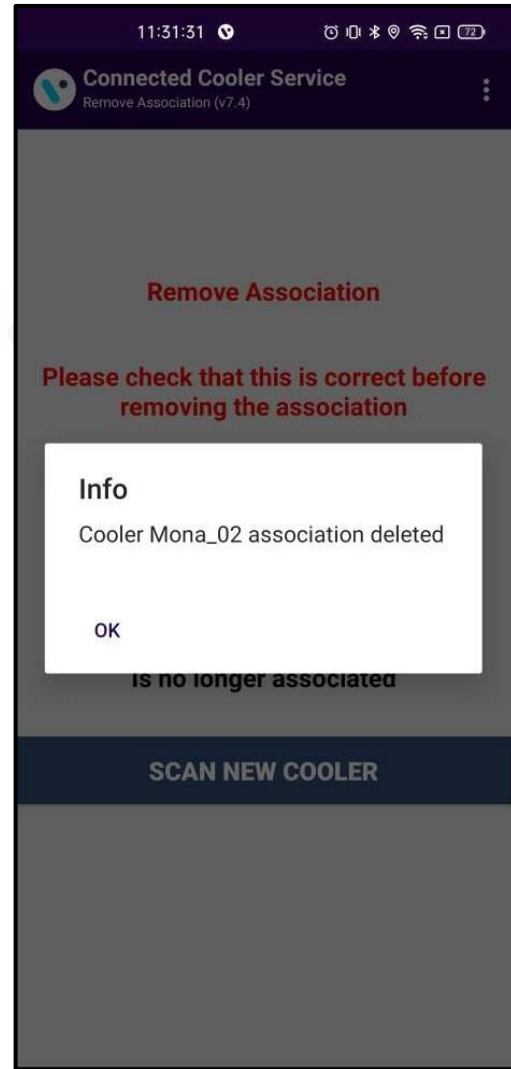 11:31:31
72
Connected Cooler Service
Remove Association (v7.4)
Remove Association
Please check that this is correct before
removing the association
Info
Cooler Mona_02 association deleted
OK
Is no longer associated
SCAN NEW COOLER